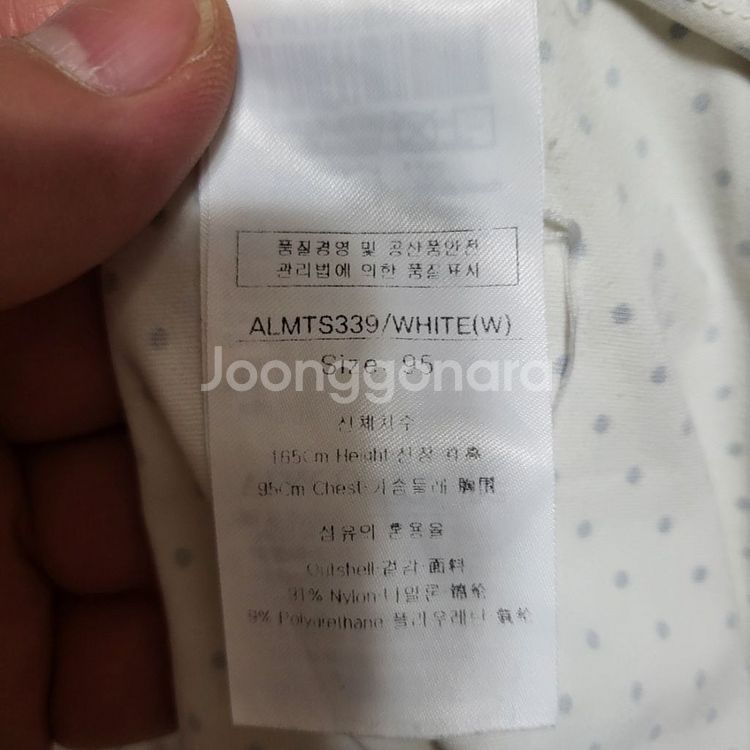 품질경영 및 공산품안전
관리법에 의한 품질표시
ALMTS339/WHITE(W)
Size 95
Joonggonara
신체치수
165Cm Height·신장·身高
95Cm Chest·가슴둘레·胸围
섬유의 혼용율
Outshell·겉감·面料
91% Nylon·나일론·锦纶
9% Polyurethane·폴리우레탄·氨纶